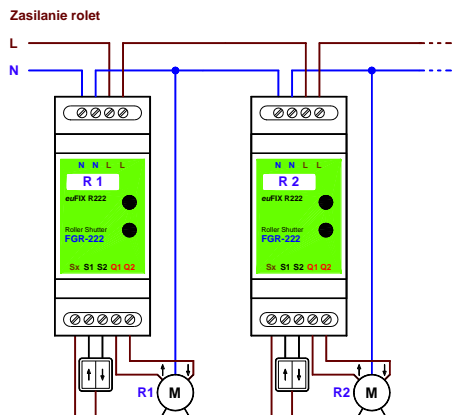 Zasilanie rolet
L
N
N N L L
R 1
euFIX R222
Roller Shutter
FGR-222
Sx S1 S2 Q1 Q2
R1
M
N N L L
R 2
euFIX R222
Roller Shutter
FGR-222
Sx S1 S2 Q1 Q2
R2
M